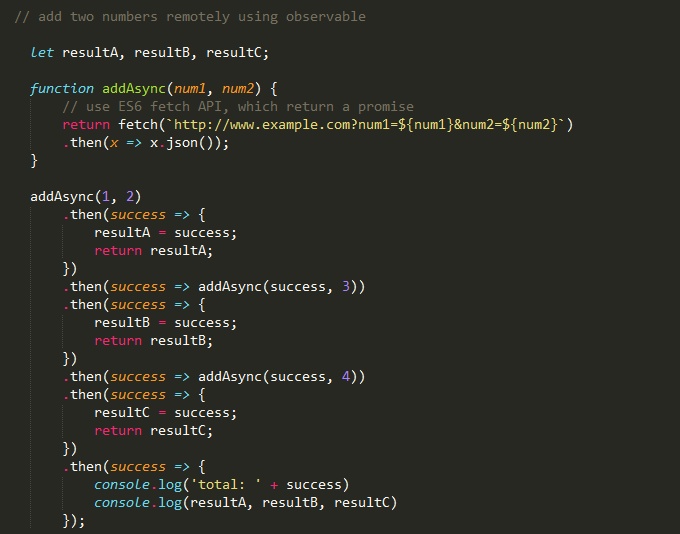 // add two numbers remotely using observable
let resultA, resultB, resultC;
function addAsync(num1, num2) {
// use ES6 fetch API, which return a promise
return fetch(`http://www.example.com?num1=${num1}&num2=${num2}`)
.then(x => x.json());
}
addAsync(1, 2)
.then(success => {
resultA = success;
return resultA;
})
.then(success => addAsync(success, 3))
.then(success => {
resultB = success;
return resultB;
})
.then(success => addAsync(success, 4))
.then(success => {
resultC = success;
return resultC;
})
.then(success => {
console.log('total: ' + success)
console.log(resultA, resultB, resultC)
});